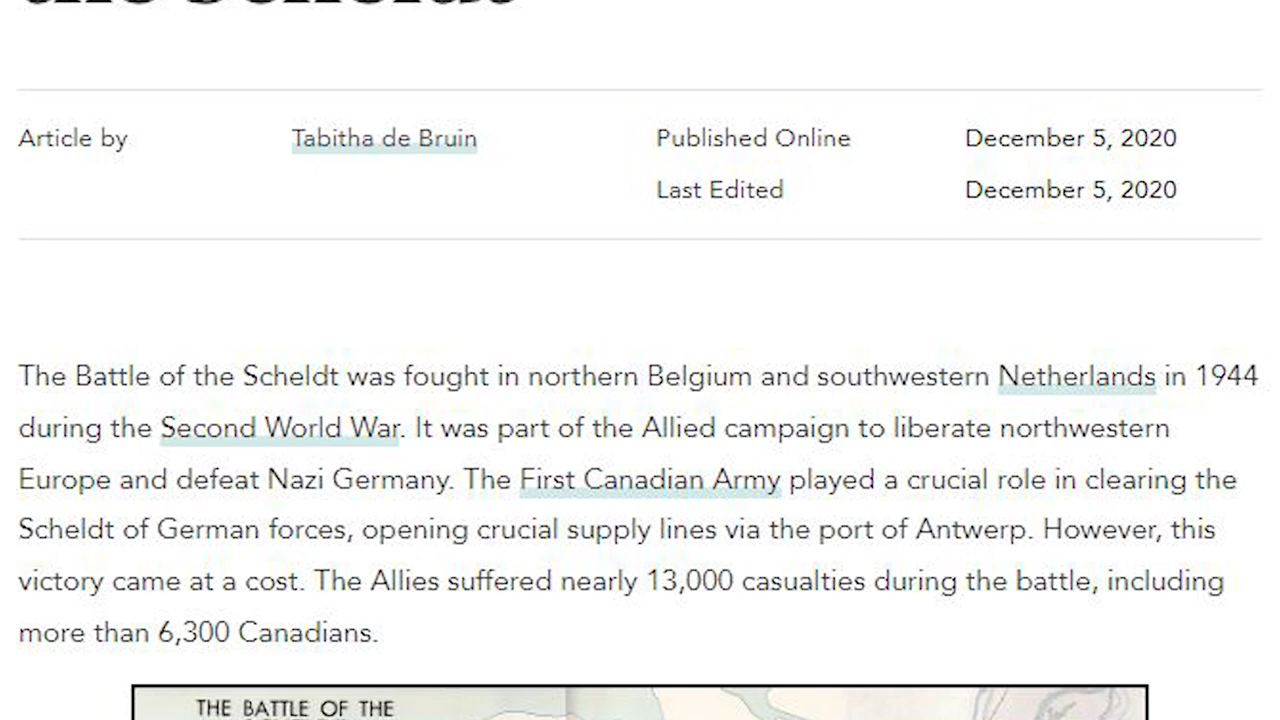 the Scheldt
Article by Tabitha de Bruin Published Online December 5, 2020
Last Edited December 5, 2020
The Battle of the Scheldt was fought in northern Belgium and southwestern Netherlands in 1944
during the Second World War. It was part of the Allied campaign to liberate northwestern
Europe and defeat Nazi Germany. The First Canadian Army played a crucial role in clearing the
Scheldt of German forces, opening crucial supply lines via the port of Antwerp. However, this
victory came at a cost. The Allies suffered nearly 13,000 casualties during the battle, including
more than 6,300 Canadians.
THE BATTLE OF THE